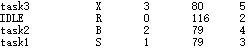 task3 X 3 80 5
IDLE R 0 116 2
task2 B 2 79 4
task1 S 1 79 3